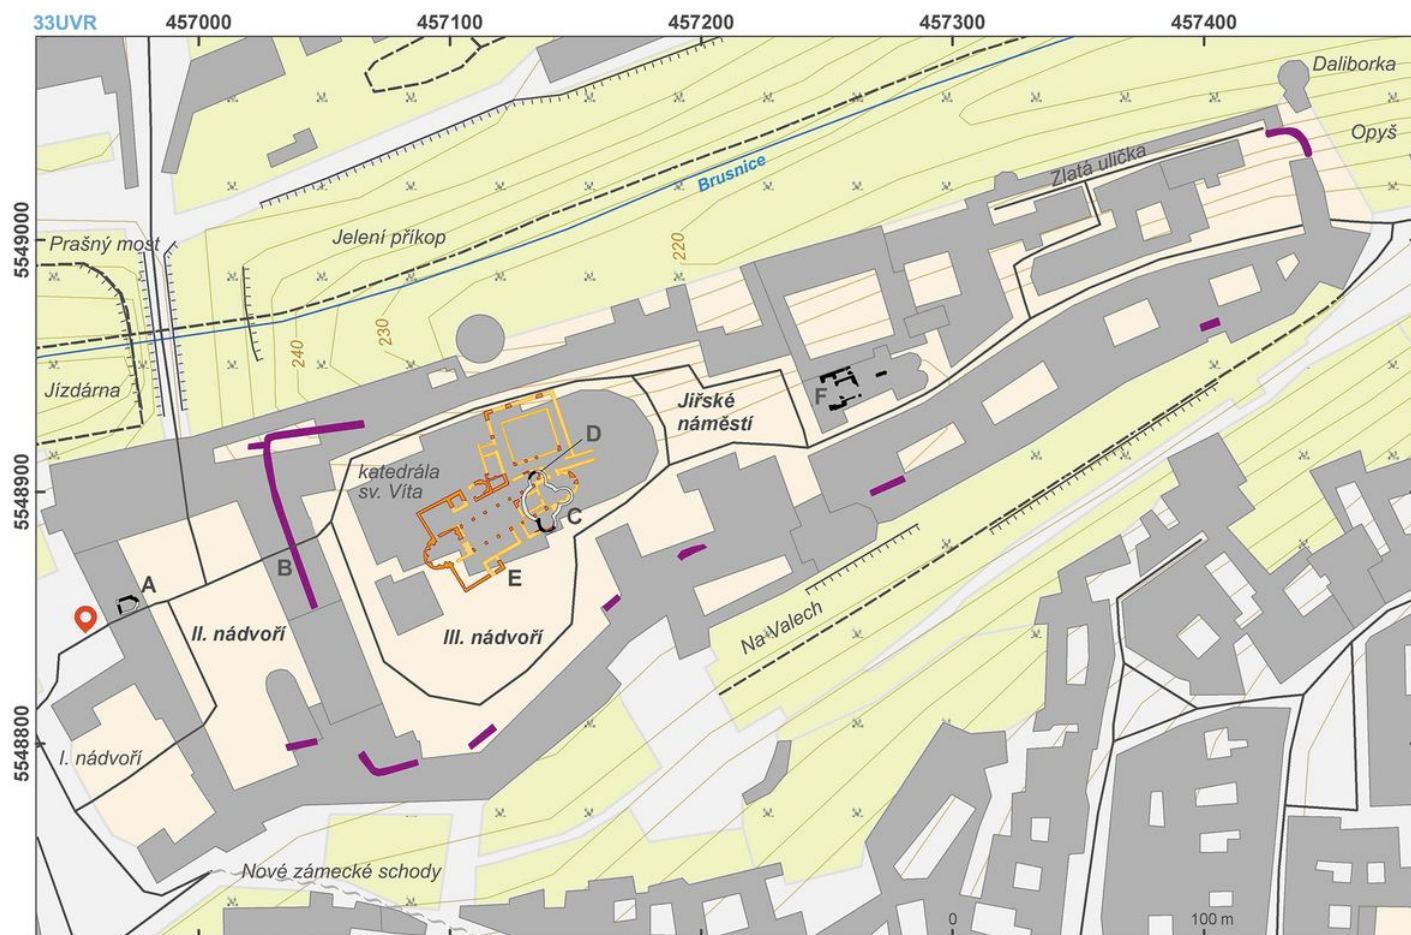 33UVR
457000
457100
457200
457300
457400
Daliborka
Opyš
Zlatá ulička
Brusnice
5549000
Prašný most
Jelení příkop
220
230
240
Jízdárna
F
Jiřské
náměstí
D
katedrála
sv. Víta
5548900
C
B
A
E
II. nádvoří
III. nádvoří
Na Valech
5548800
I. nádvoří
Nové zámecké schody
0
100 m